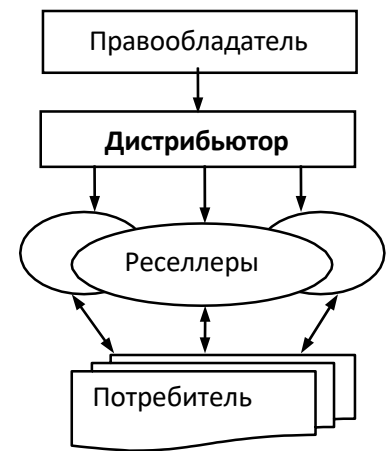 Правообладатель
Дистрибьютор
Реселлеры
Потребитель